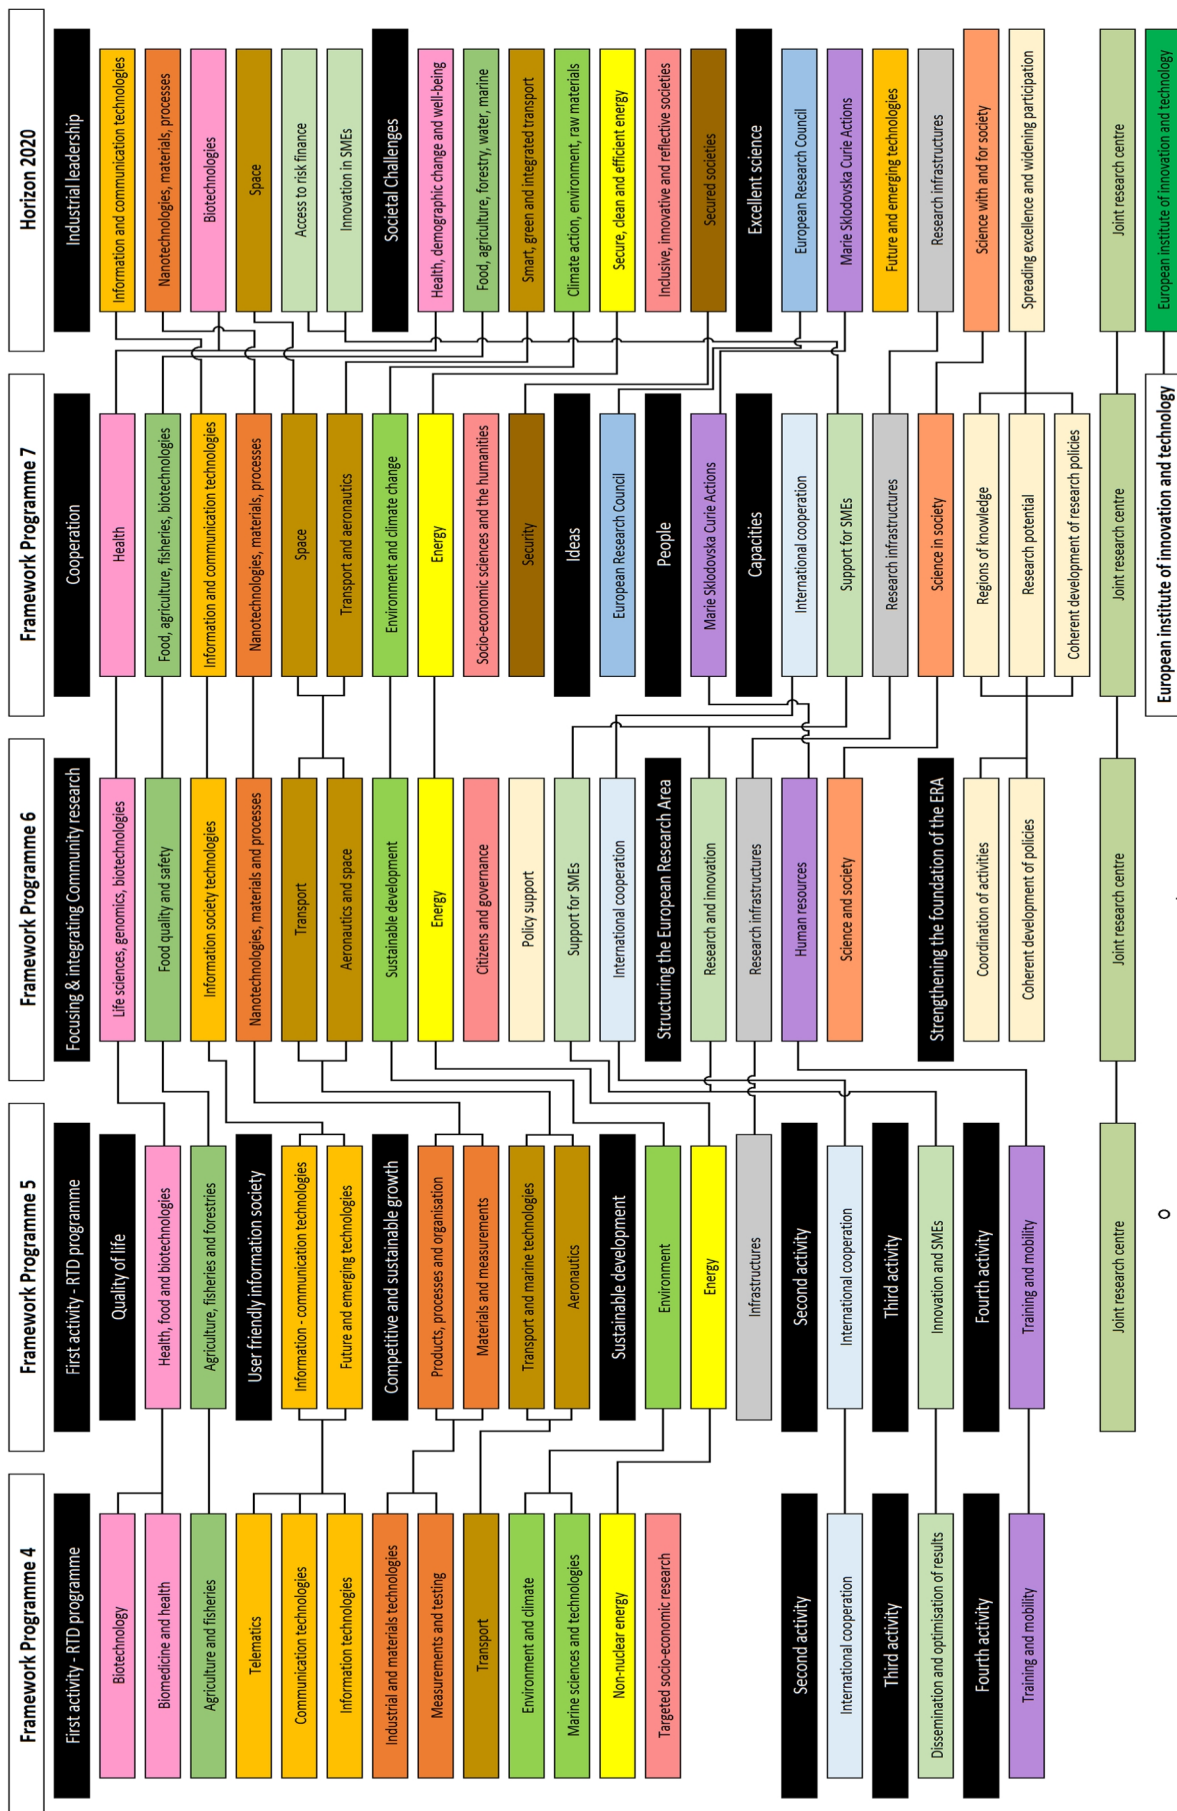 Framework Programme 4
First activity - RTD programme
Biotechnology
Biomedicine and health
Agriculture and fisheries
Telematics
Communication technologies
Information technologies
Industrial and materials technologies
Measurements and testing
Transport
Environment and climate
Marine sciences and technologies
Non-nuclear energy
Targeted socio-economic research
Second activity
International cooperation
Third activity
Dissemination and optimisation of results
Fourth activity
Training and mobility
Framework Programme 5
First activity - RTD programme
Quality of life
Health, food and biotechnologies
Agriculture, fisheries and forestries
User friendly information society
Information - communication technologies
Future and emerging technologies
Competitive and sustainable growth
Products, processes and organisation
Materials and measurements
Transport and marine technologies
Aeronautics
Sustainable development
Environment
Energy
Infrastructures
Second activity
International cooperation
Third activity
Innovation and SMEs
Fourth activity
Training and mobility
Joint research centre
Framework Programme 6
Focusing & integrating Community research
Life sciences, genomics, biotechnologies
Food quality and safety
Information society technologies
Nanotechnologies, materials and processes
Transport
Aeronautics and space
Sustainable development
Energy
Citizens and governance
Policy support
Support for SMEs
International cooperation
Structuring the European Research Area
Research and innovation
Research infrastructures
Human resources
Science and society
Strengthening the foundation of the ERA
Coordination of activities
Coherent development of policies
Joint research centre
Framework Programme 7
Cooperation
Health
Food, agriculture, fisheries, biotechnologies
Information and communication technologies
Nanotechnologies, materials, processes
Space
Transport and aeronautics
Environment and climate change
Energy
Socio-economic sciences and the humanities
Security
Ideas
European Research Council
People
Marie Sklodovska Curie Actions
Capacities
International cooperation
Support for SMEs
Research infrastructures
Science in society
Regions of knowledge
Research potential
Coherent development of research policies
Joint research centre
European institute of innovation and technology
Horizon 2020
Industrial leadership
Information and communication technologies
Nanotechnologies, materials, processes
Biotechnologies
Space
Access to risk finance
Innovation in SMEs
Societal Challenges
Health, demographic change and well-being
Food, agriculture, forestry, water, marine
Smart, green and integrated transport
Climate action, environment, raw materials
Secure, clean and efficient energy
Inclusive, innovative and reflective societies
Secured societies
Excellent science
European Research Council
Marie Sklodovska Curie Actions
Future and emerging technologies
Research infrastructures
Science with and for society
Spreading excellence and widening participation
Joint research centre
European institute of innovation and technology